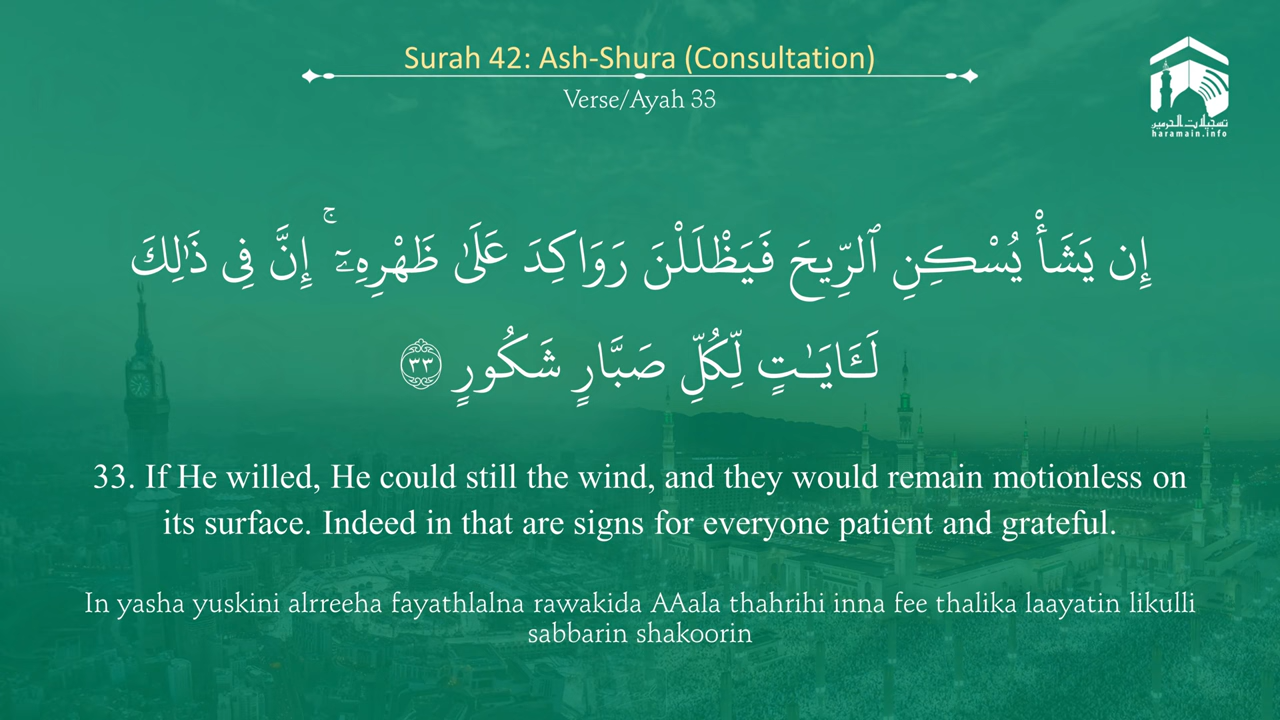 Surah 42: Ash-Shura (Consultation)
Verse/Ayah 33
تسجيلات الحرمين
haramain.info
إِن يَشَأْ يُسْكِنِ ٱلرِّيحَ فَيَظْلَلْنَ رَوَاكِدَ عَلَىٰ ظَهْرِهِۦٓ ۚ إِنَّ فِى ذَٰلِكَ
لَـَٔايَـٰتٍ لِّكُلِّ صَبَّارٍ شَكُورٍ ٣٣
33. If He willed, He could still the wind, and they would remain motionless on
its surface. Indeed in that are signs for everyone patient and grateful.
In yasha yuskini alrreeha fayathlalna rawakida AAala thahrihi inna fee thalika laayatin likulli
sabbarin shakoorin